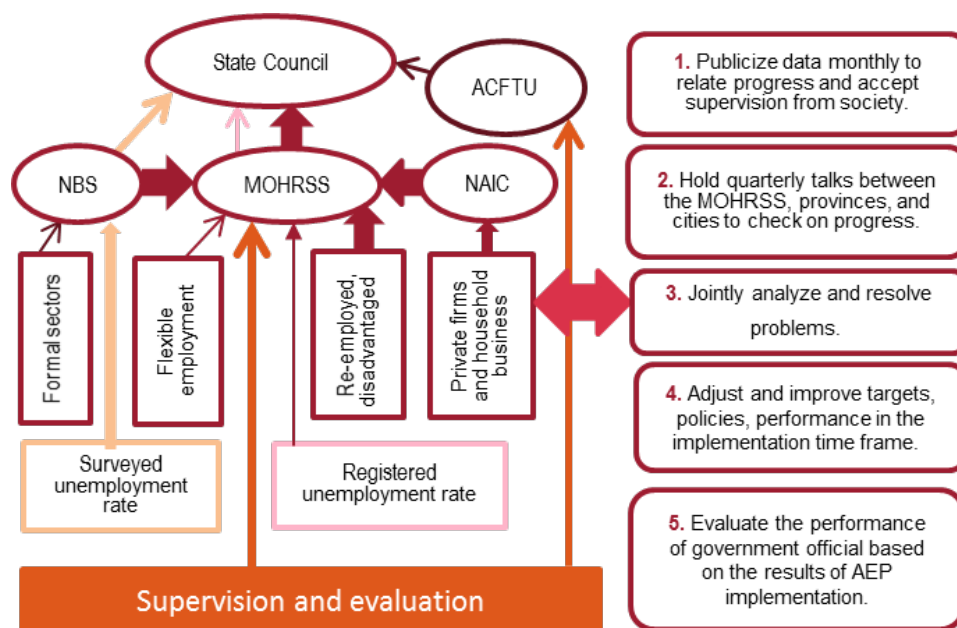 State Council
ACFTU
NBS
MOHRSS
NAIC
Formal sectors
Flexible
employment
Re-employed,
disadvantaged
Private firms
and household
business
Surveyed
unemployment
rate
Registered
unemployment rate
Supervision and evaluation
1. Publicize data monthly to
relate progress and accept
supervision from society.
2. Hold quarterly talks between
the MOHRSS, provinces, and
cities to check on progress.
3. Jointly analyze and resolve
problems.
4. Adjust and improve targets,
policies, performance in the
implementation time frame.
5. Evaluate the performance
of government official based
on the results of AEP
implementation.